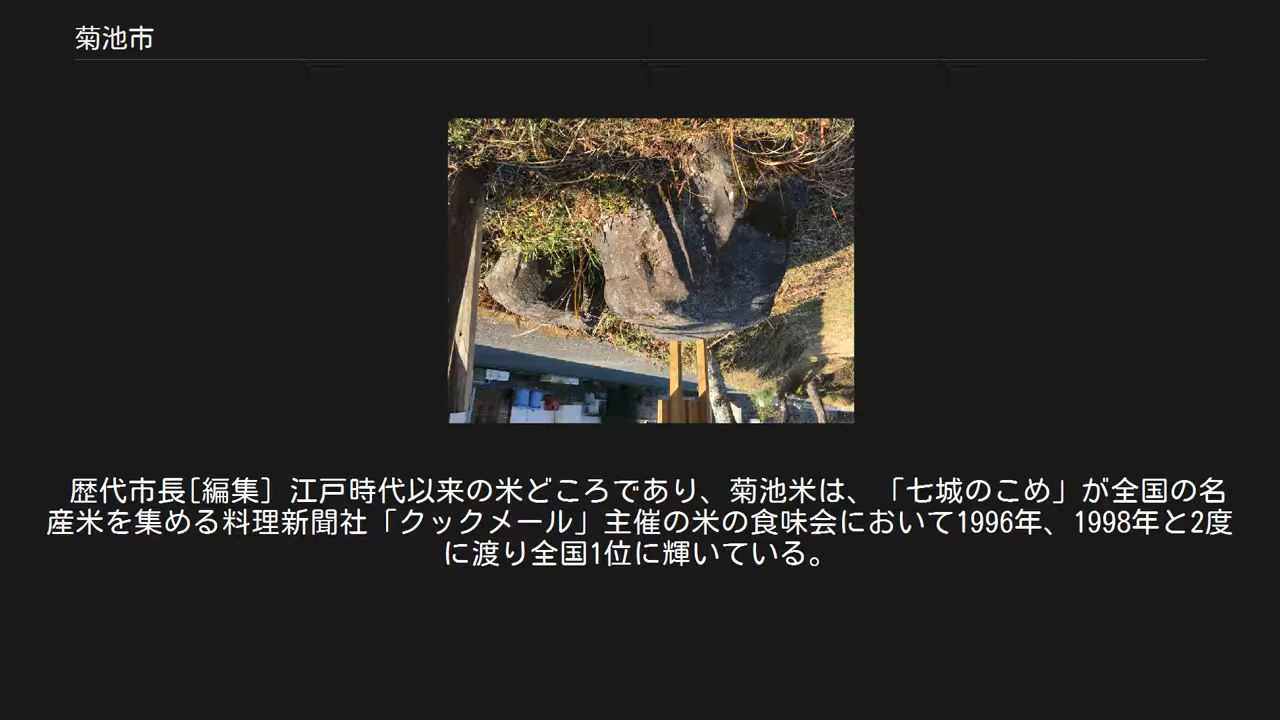 菊池市
歴代市長[編集] 江戸時代以来の米どころであり、菊池米は、「七城のこめ」が全国の名
産米を集める料理新聞社「クックメール」主催の米の食味会において1996年、1998年と2度
に渡り全国1位に輝いている。